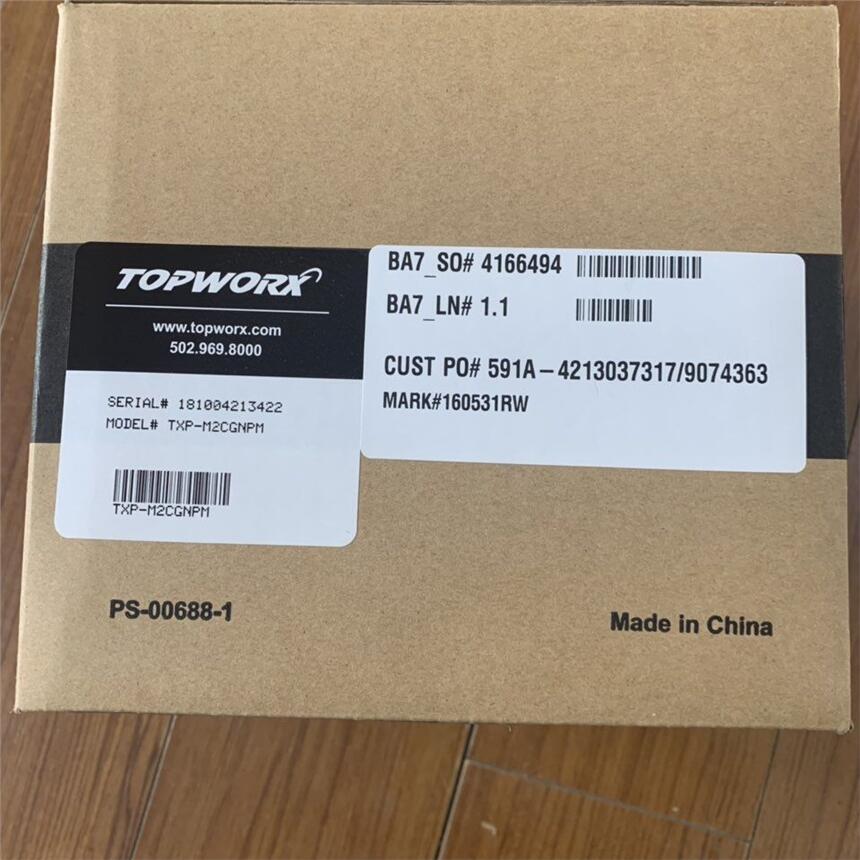 TOPWORX
www.topworx.com
502.969.8000
SERIAL# 181004213422
MODEL# TXP-M2CGNPM
TXP-M2CGNPM
BA7_SO# 4166494
BA7_LN# 1.1
CUST PO# 591A-4213037317/9074363
MARK#160531RW
PS-00688-1
Made in China